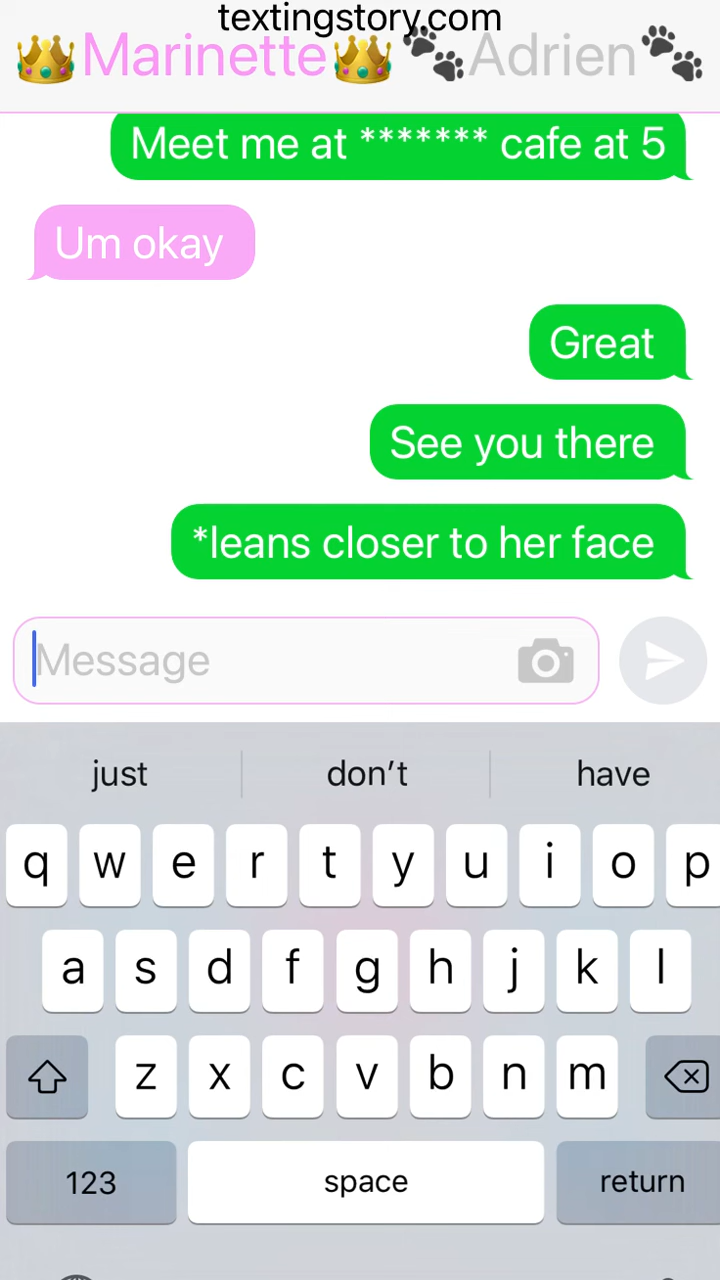 textingstory.com
👑Marinette👑🐾Adrien🐾
Meet me at ******* cafe at 5
Um okay
Great
See you there
*leans closer to her face
Message
just don’t have
q w e r t y u i o p
a s d f g h j k l
z x c v b n m
123 space return